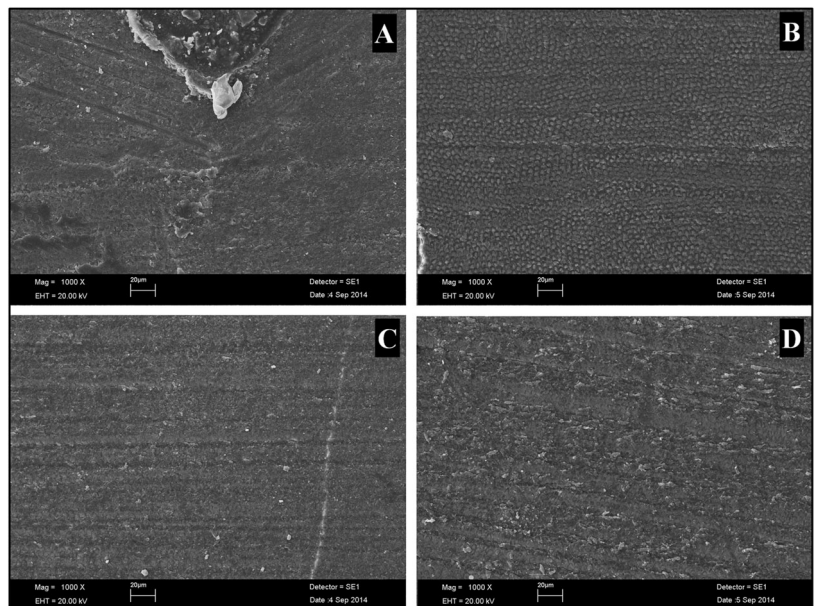 A
Mag = 1000 X
20µm
Detector = SE1
EHT = 20.00 kV
Date :4 Sep 2014
B
Mag = 1000 X
20µm
Detector = SE1
EHT = 20.00 kV
Date :5 Sep 2014
C
Mag = 1000 X
20µm
Detector = SE1
EHT = 20.00 kV
Date :4 Sep 2014
D
Mag = 1000 X
20µm
Detector = SE1
EHT = 20.00 kV
Date :5 Sep 2014